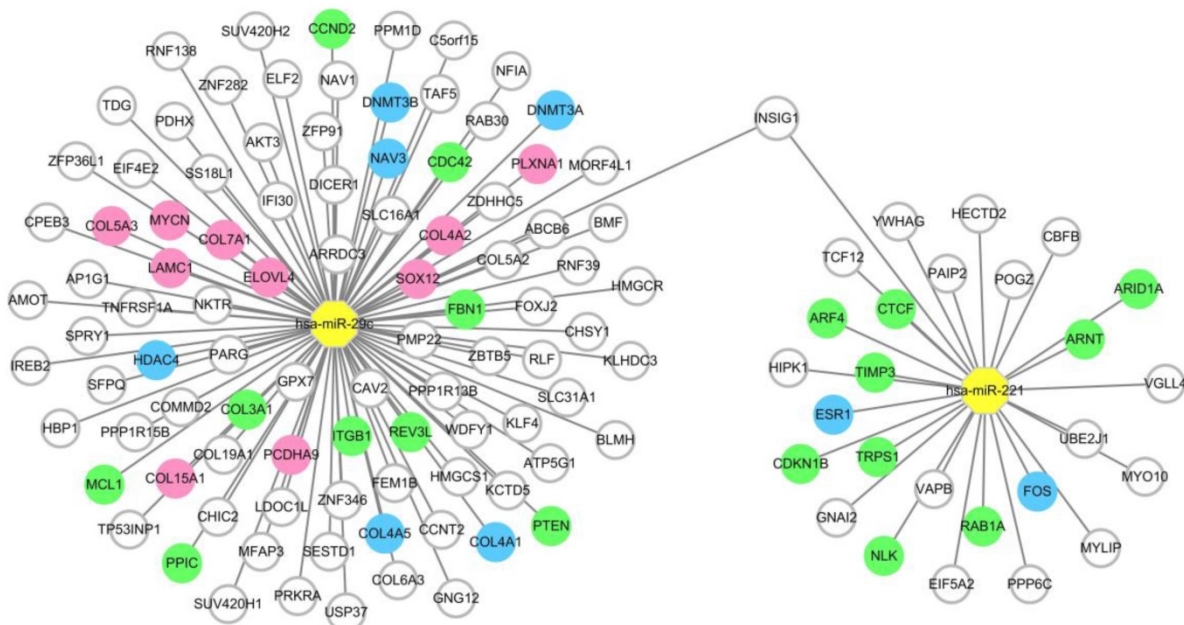 SUV420H2
CCND2
PPM1D
C5orf15
RNF138
ZNF282
ELF2
NAV1
NFIA
TAF5
DNMT3B
DNMT3A
TDG
PDHX
RAB30
INSIG1
AKT3
ZFP91
ZFP36L1
EIF4E2
SS18L1
NAV3
CDC42
PLXNA1
MORF4L1
DICER1
IFI30
SLC16A1
ZDHHC5
CPEB3
COL5A3
MYCN
COL7A1
COL4A2
ABCB6
BMF
ARRDC3
COL5A2
LAMC1
ELOVL4
SOX12
RNF39
AP1G1
HMGCR
AMOT
TNFRSF1A
NKTR
FBN1
FOXJ2
hsa-miR-29c
SPRY1
CHSY1
PMP22
IREB2
HDAC4
PARG
ZBTB5
RLF
KLHDC3
SFPQ
GPX7
CAV2
PPP1R13B
SLC31A1
COMMD2
COL3A1
HBP1
PPP1R15B
ITGB1
REV3L
WDFY1
KLF4
BLMH
COL19A1
PCDHA9
ATP5G1
MCL1
COL15A1
HMGCS1
KCTD5
FEM1B
LDOC1L
ZNF346
TP53INP1
CHIC2
PTEN
CCNT2
COL4A5
COL4A1
MFAP3
SESTD1
PPIC
COL6A3
PRKRA
GNG12
SUV420H1
USP37
HECTD2
YWHAG
CBFB
TCF12
PAIP2
POGZ
ARID1A
CTCF
ARF4
ARNT
HIPK1
TIMP3
hsa-miR-221
VGLL4
ESR1
UBE2J1
CDKN1B
TRPS1
MYO10
VAPB
FOS
GNAI2
RAB1A
NLK
MYLIP
EIF5A2
PPP6C